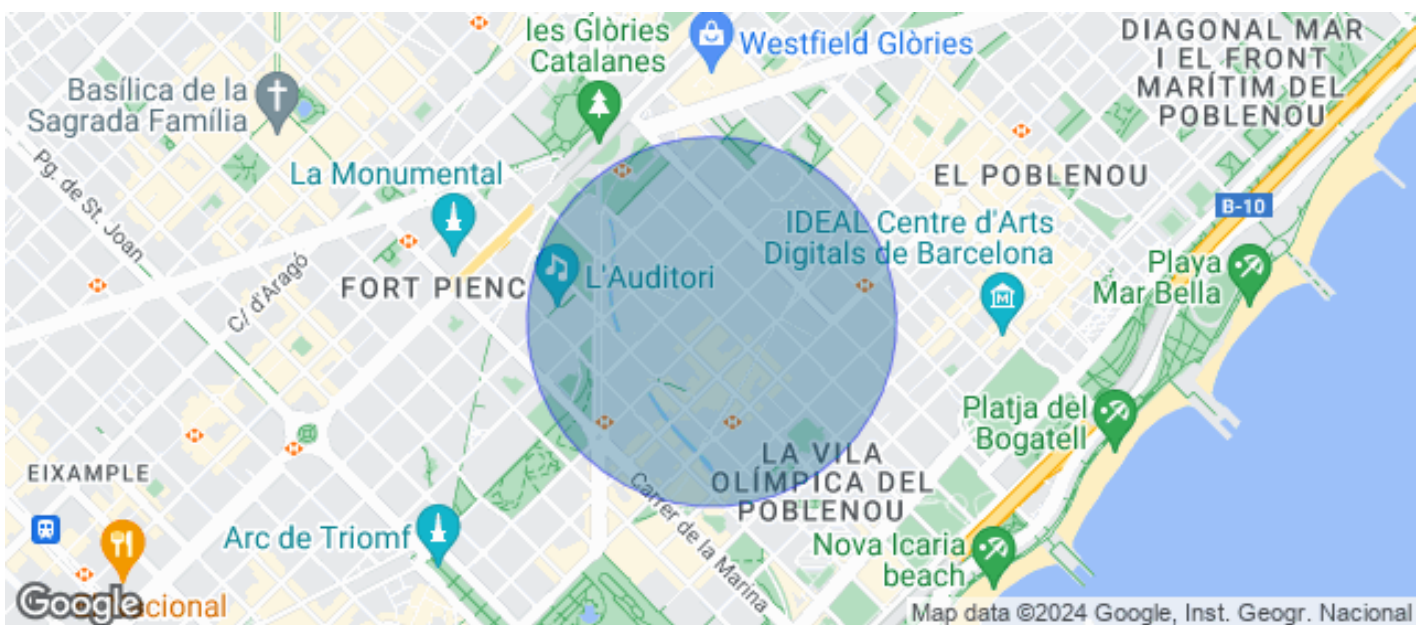 les Glòries
Catalanes
Westfield Glòries
DIAGONAL MAR
I EL FRONT
MARÍTIM DEL
POBLENOU
Basílica de la
Sagrada Família
La Monumental
Pg. de St. Joan
EL POBLENOU
B-10
IDEAL Centre d'Arts
Digitals de Barcelona
Playa
Mar Bella
C/ d'Aragó
FORT PIENC
L'Auditori
Platja del
Bogatell
EIXAMPLE
LA VILA
OLÍMPICA DEL
POBLENOU
Carrer de la Marina
Arc de Triomf
Nova Icaria
beach
Google
nacional
Map data ©2024 Google, Inst. Geogr. Nacional